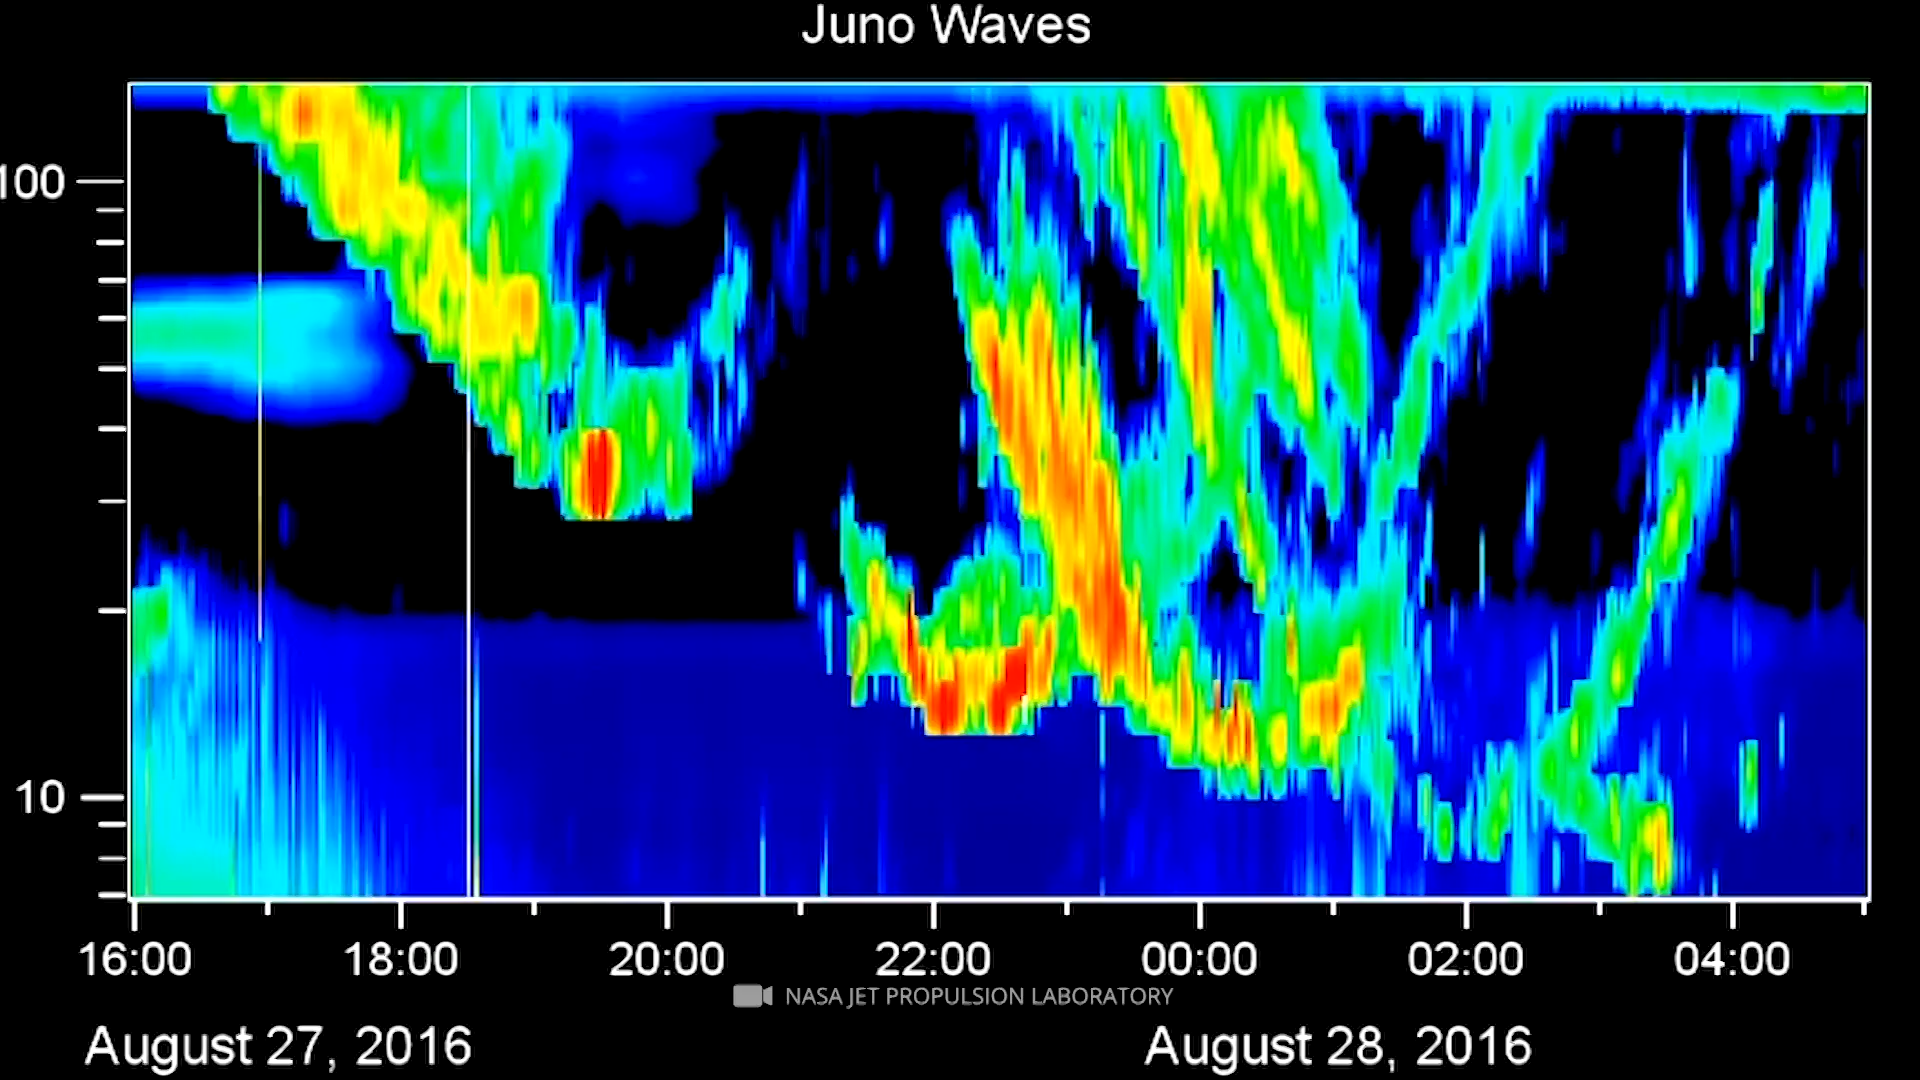 Juno Waves
100
10
16:00 18:00 20:00 22:00 00:00 02:00 04:00
NASA JET PROPULSION LABORATORY
August 27, 2016 August 28, 2016